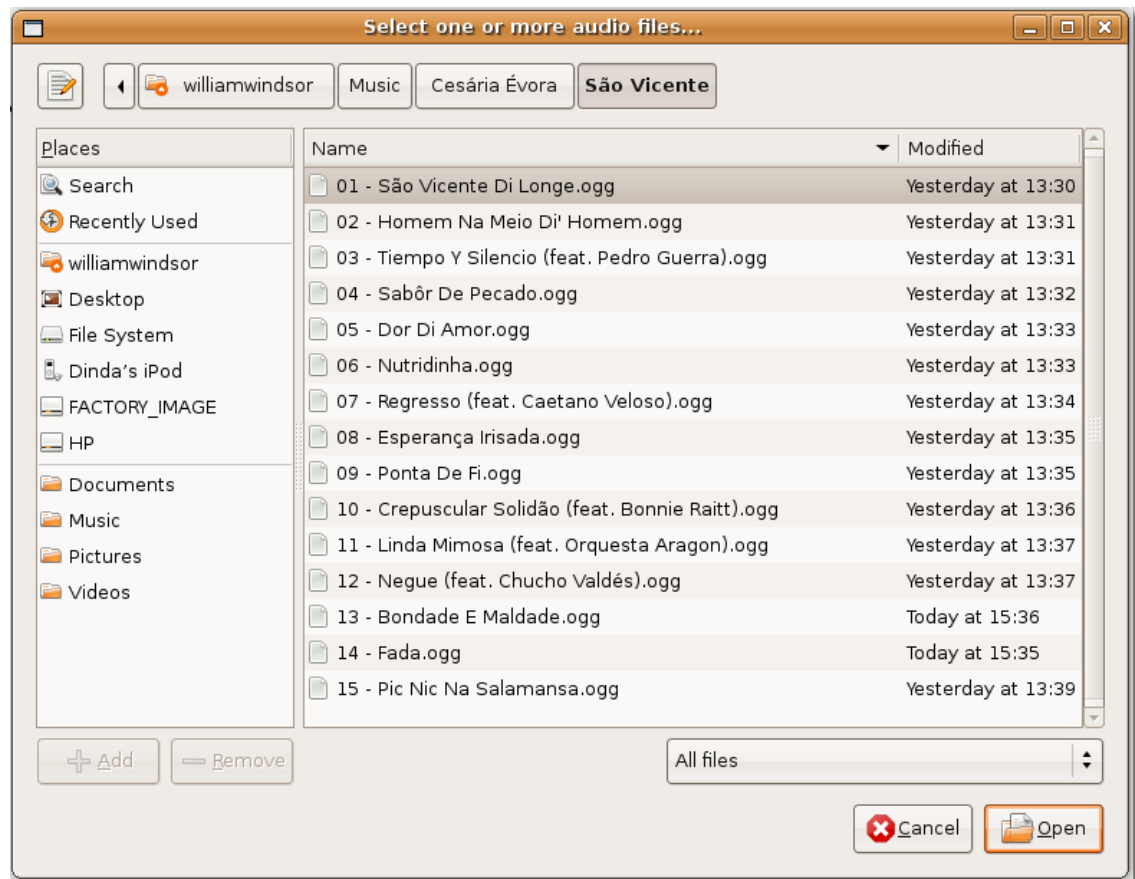 Select one or more audio files...
williamwindsor Music Cesária Évora São Vicente
Places
Search
Recently Used
williamwindsor
Desktop
File System
Dinda's iPod
FACTORY_IMAGE
HP
Documents
Music
Pictures
Videos
Name Modified
01 - São Vicente Di Longe.ogg Yesterday at 13:30
02 - Homem Na Meio Di' Homem.ogg Yesterday at 13:31
03 - Tiempo Y Silencio (feat. Pedro Guerra).ogg Yesterday at 13:31
04 - Sabôr De Pecado.ogg Yesterday at 13:32
05 - Dor Di Amor.ogg Yesterday at 13:33
06 - Nutridinha.ogg Yesterday at 13:33
07 - Regresso (feat. Caetano Veloso).ogg Yesterday at 13:34
08 - Esperança Irisada.ogg Yesterday at 13:35
09 - Ponta De Fi.ogg Yesterday at 13:35
10 - Crepuscular Solidão (feat. Bonnie Raitt).ogg Yesterday at 13:36
11 - Linda Mimosa (feat. Orquesta Aragon).ogg Yesterday at 13:37
12 - Negue (feat. Chucho Valdés).ogg Yesterday at 13:37
13 - Bondade E Maldade.ogg Today at 15:36
14 - Fada.ogg Today at 15:35
15 - Pic Nic Na Salamansa.ogg Yesterday at 13:39
Add Remove All files
Cancel Open